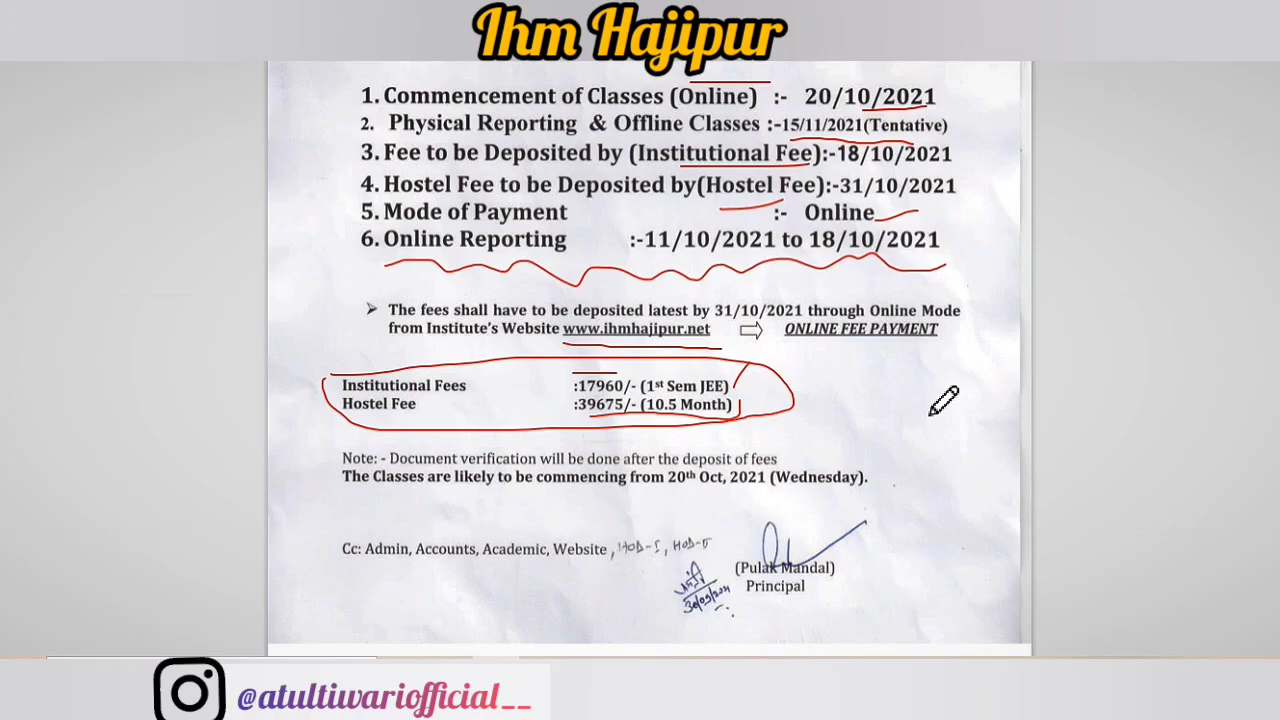 Ihm Hajipur
1. Commencement of Classes (Online) :- 20/10/2021
2. Physical Reporting & Offline Classes :-15/11/2021(Tentative)
3. Fee to be Deposited by (Institutional Fee):-18/10/2021
4. Hostel Fee to be Deposited by(Hostel Fee):-31/10/2021
5. Mode of Payment :- Online
6. Online Reporting :-11/10/2021 to 18/10/2021
➢ The fees shall have to be deposited latest by 31/10/2021 through Online Mode
from Institute's Website www.ihmhajipur.net ⇨ ONLINE FEE PAYMENT
Institutional Fees :17960/- (1st Sem JEE)
Hostel Fee :39675/- (10.5 Month)
Note: - Document verification will be done after the deposit of fees
The Classes are likely to be commencing from 20th Oct, 2021 (Wednesday).
Cc: Admin, Accounts, Academic, Website , HOD-I, HOD-II
(Pulak Mandal)
Principal
30/09/2021
@atultiwariofficial__